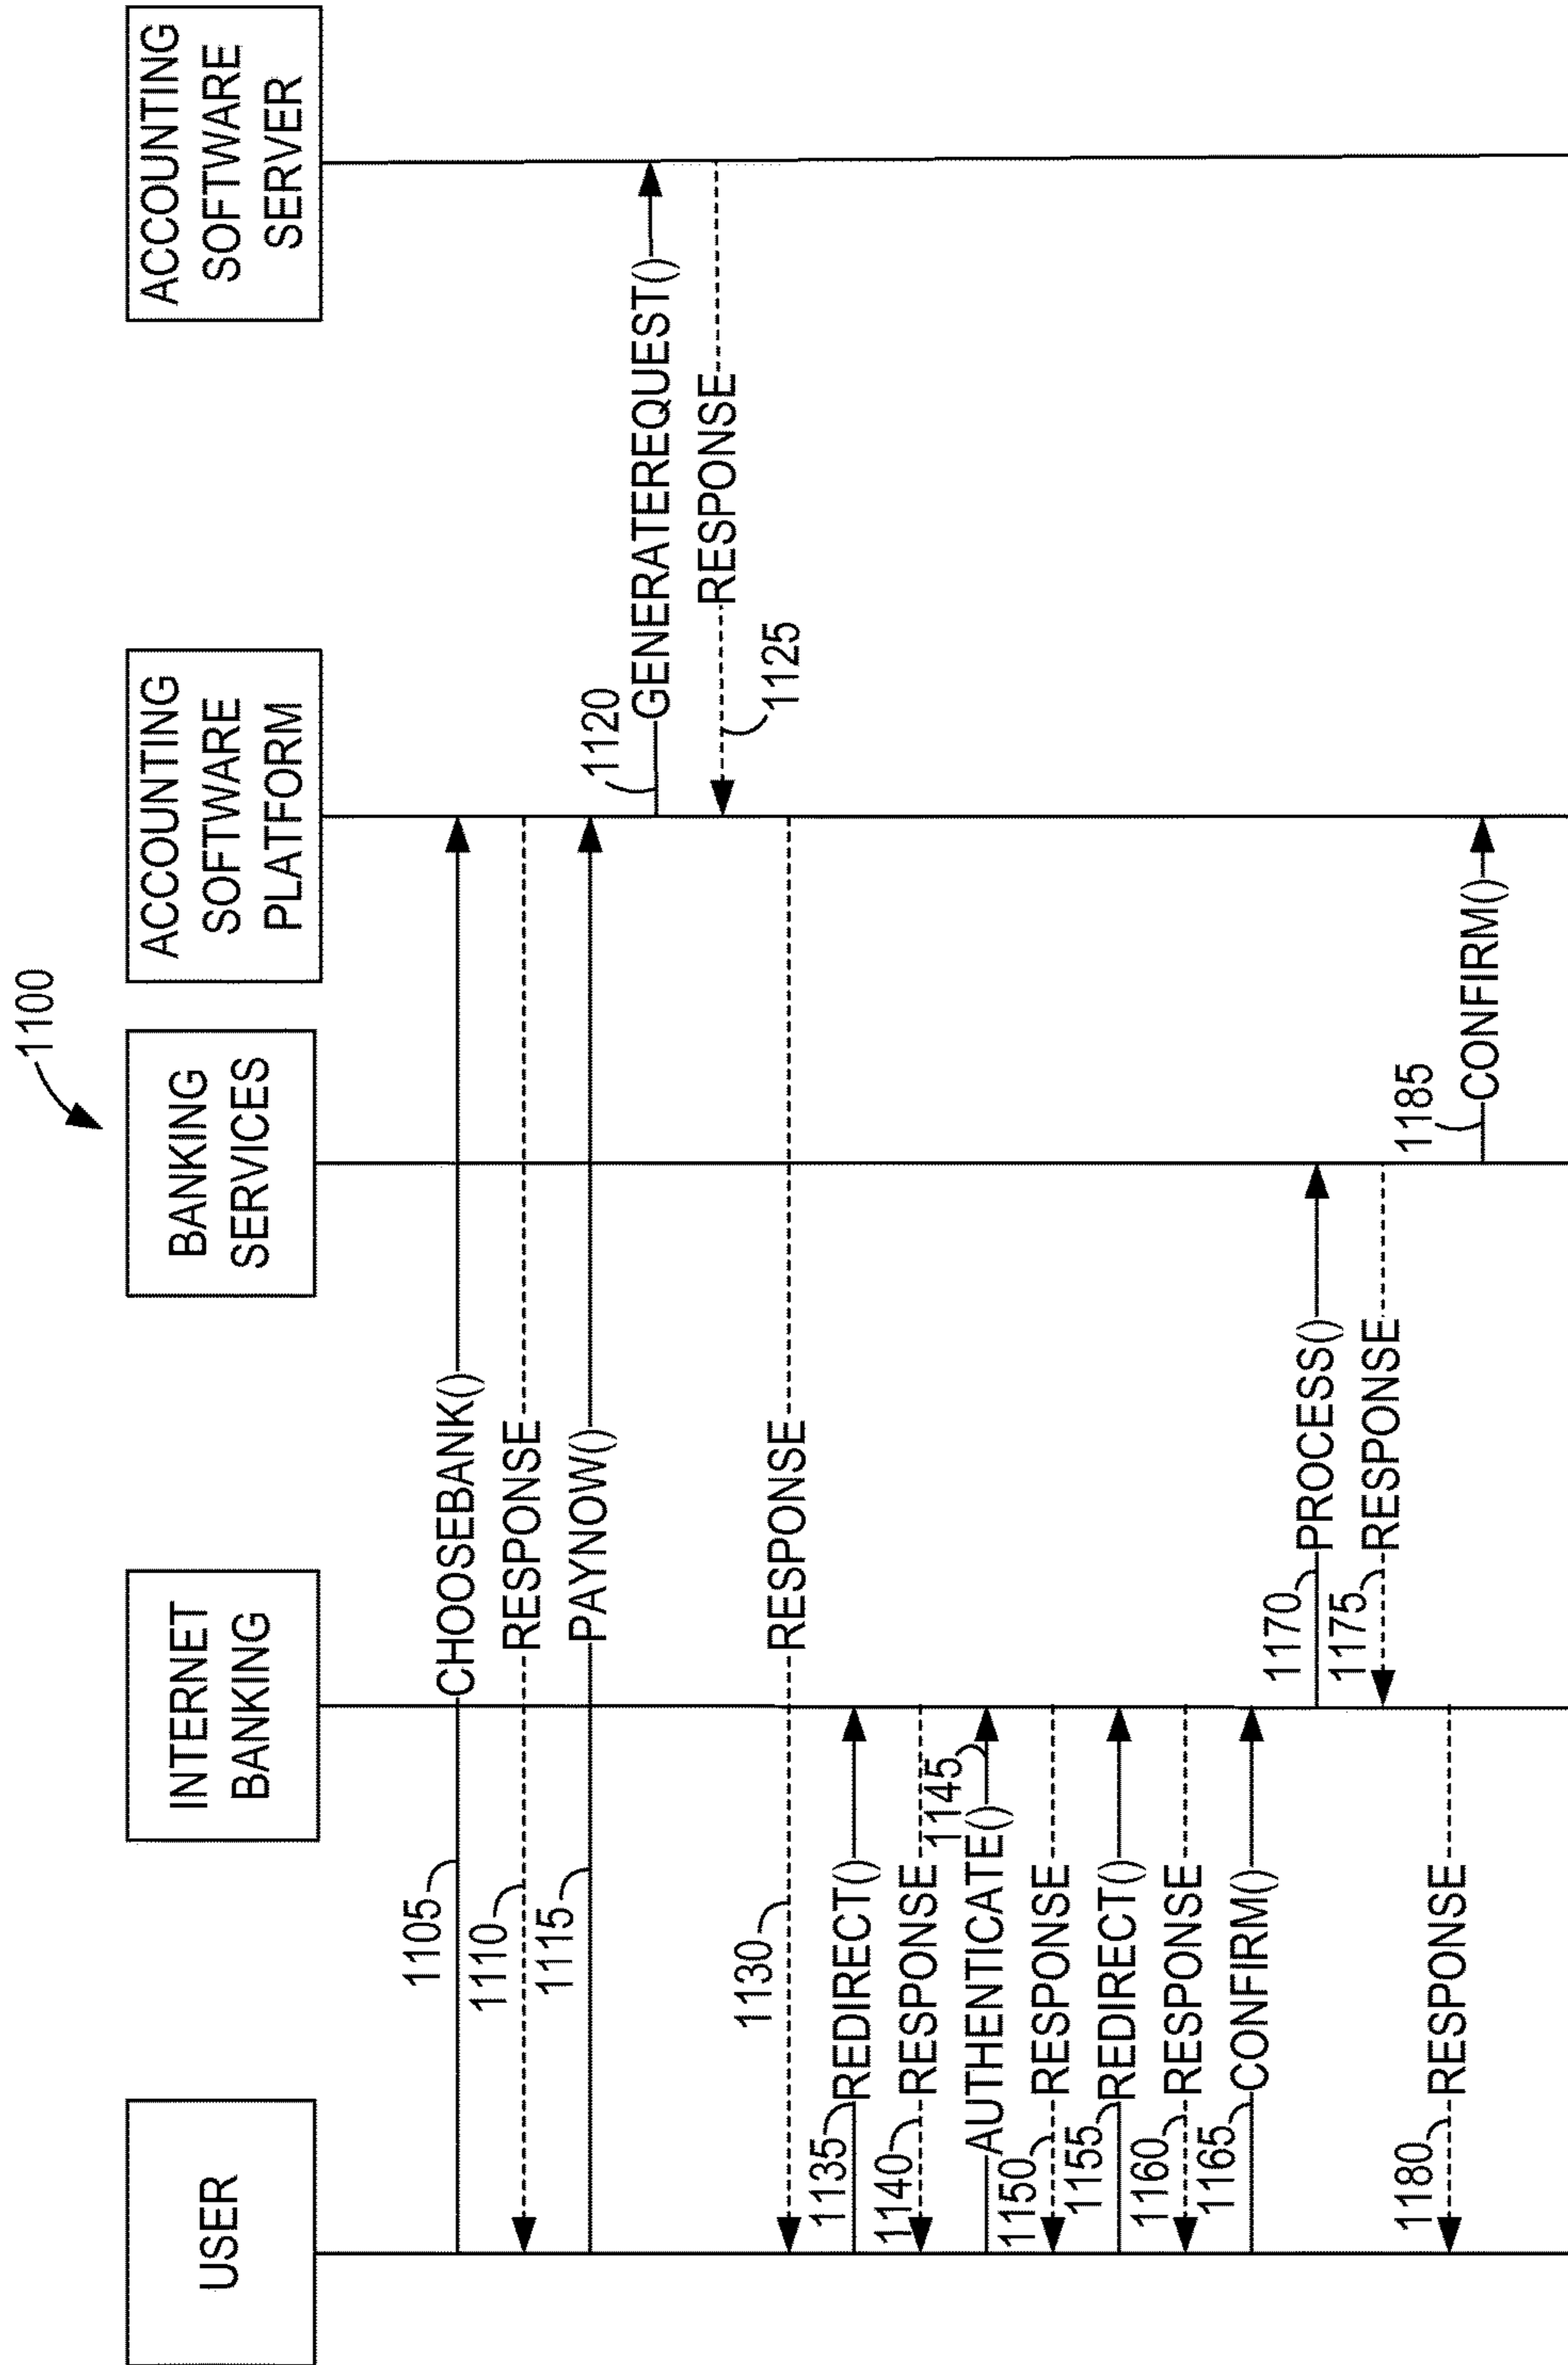 1100
USER
INTERNET
BANKING
BANKING
SERVICES
ACCOUNTING
SOFTWARE
PLATFORM
ACCOUNTING
SOFTWARE
SERVER
1105
CHOOSEBANK()
1110
RESPONSE
1115
PAYNOW()
1120
GENERATEREQUEST()
RESPONSE
1125
1130
RESPONSE
1135
REDIRECT()
1140
RESPONSE
AUTHENTICATE()
1145
1150
RESPONSE
1155
REDIRECT()
1160
RESPONSE
1165
CONFIRM()
1170
PROCESS()
1175
RESPONSE
1180
RESPONSE
1185
CONFIRM()